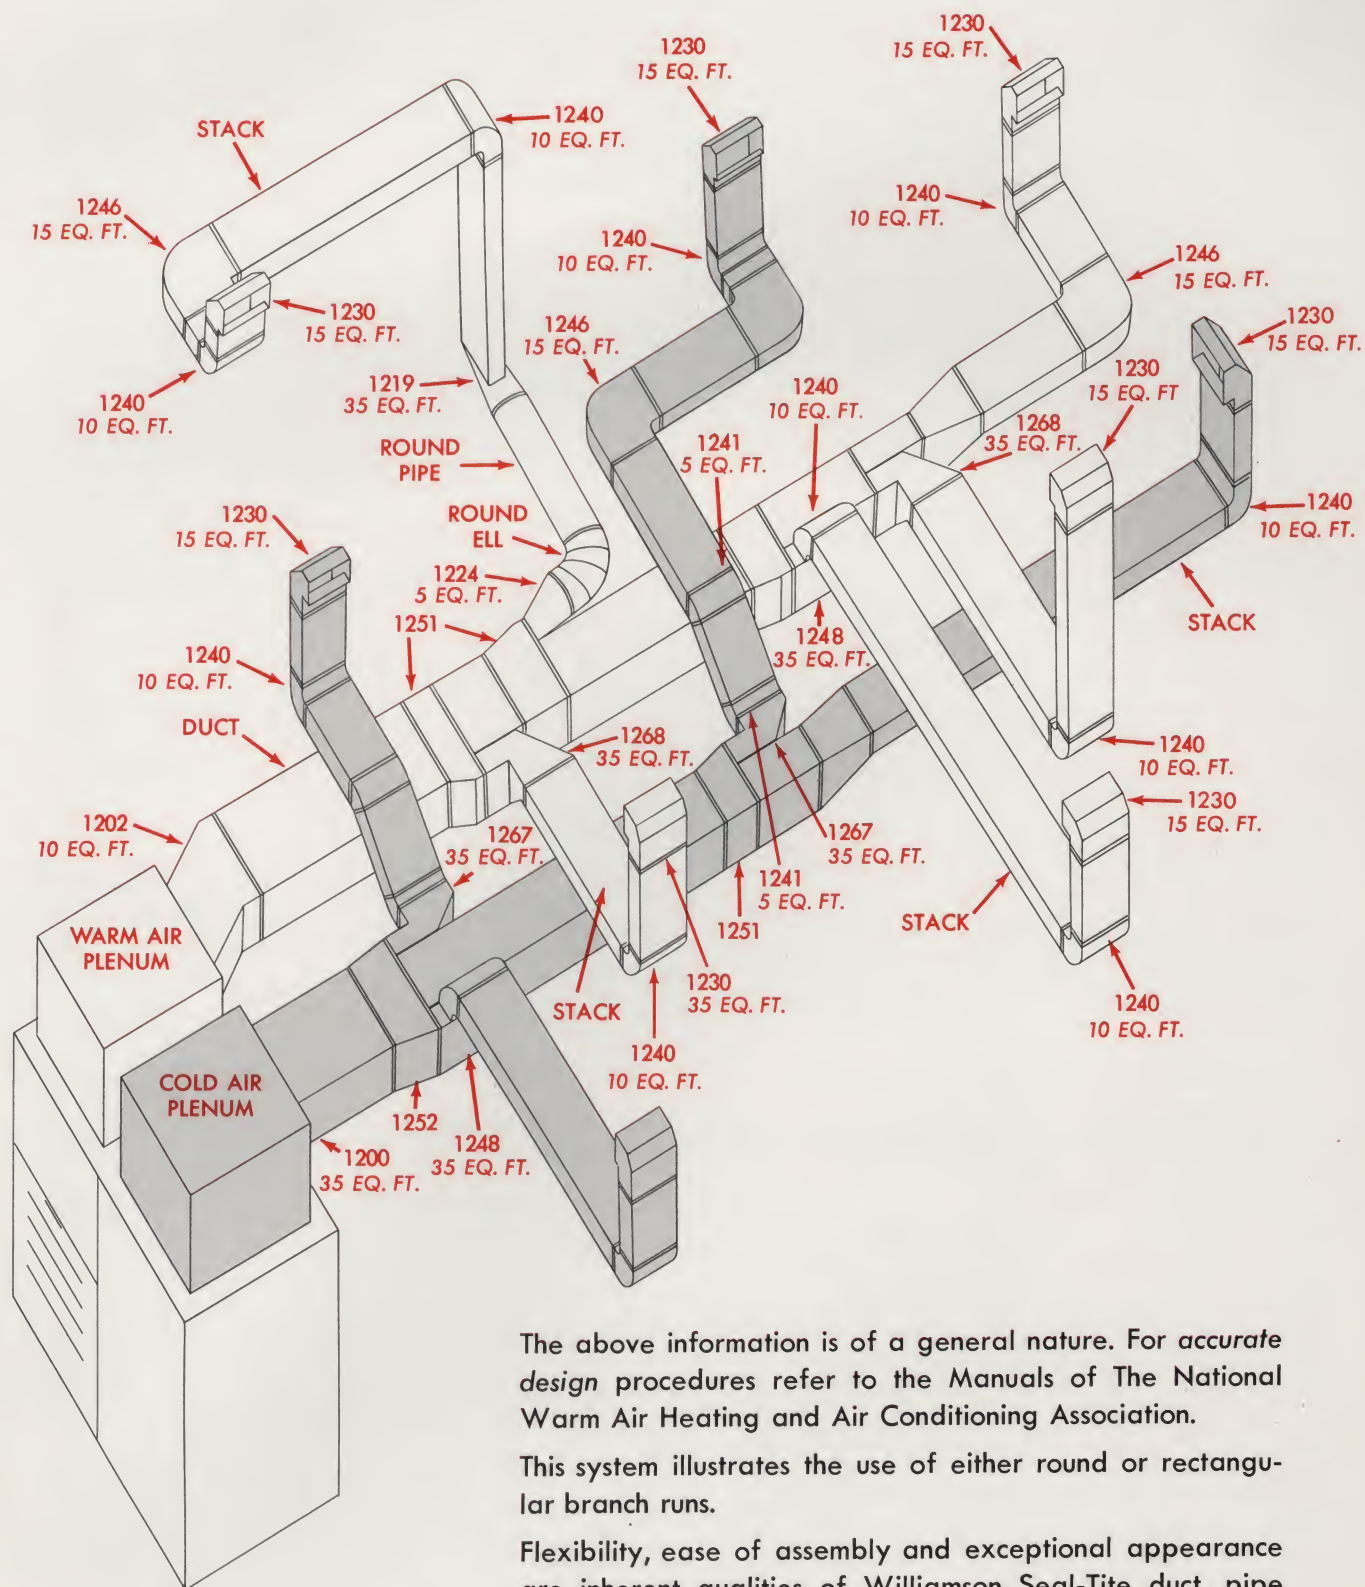 1230
15 EQ. FT.
1230
15 EQ. FT.
STACK
1240
10 EQ. FT.
1246
15 EQ. FT.
1240
10 EQ. FT.
1240
10 EQ. FT.
1246
15 EQ. FT.
1230
15 EQ. FT.
1246
15 EQ. FT.
1230
15 EQ. FT.
1240
10 EQ. FT.
1219
35 EQ. FT.
1240
10 EQ. FT.
1230
15 EQ. FT
ROUND
PIPE
1241
5 EQ. FT.
1268
35 EQ. FT.
1230
15 EQ. FT.
ROUND
ELL
1240
10 EQ. FT.
1224
5 EQ. FT.
1251
STACK
1248
35 EQ. FT.
1240
10 EQ. FT.
DUCT
1268
35 EQ. FT.
1240
10 EQ. FT.
1202
10 EQ. FT.
1267
35 EQ. FT.
1267
35 EQ. FT.
1230
15 EQ. FT.
1241
5 EQ. FT.
1251
STACK
WARM AIR
PLENUM
1230
35 EQ. FT.
STACK
1240
10 EQ. FT.
1240
10 EQ. FT.
COLD AIR
PLENUM
1252
1248
35 EQ. FT.
1200
35 EQ. FT.
The above information is of a general nature. For accurate
design procedures refer to the Manuals of The National
Warm Air Heating and Air Conditioning Association.
This system illustrates the use of either round or rectangu-
lar branch runs.
Flexibility, ease of assembly and exceptional appearance
are inherent qualities of Williamson Seal-Tite duct, pipe